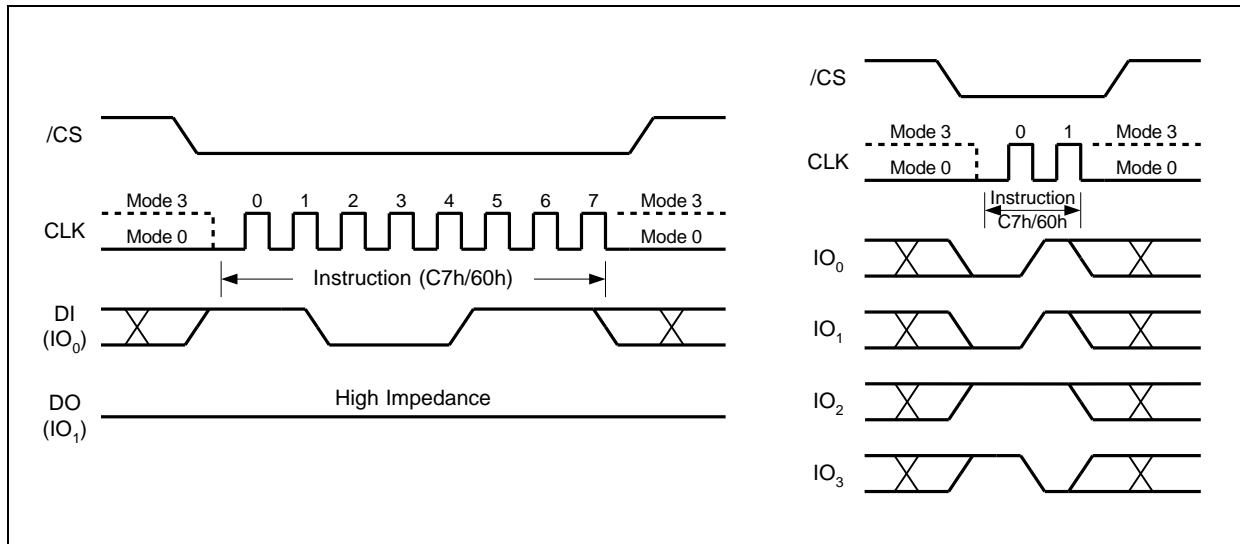 /CS
Mode 3 0 1 2 3 4 5 6 7 Mode 3
CLK Mode 0 Mode 0
Instruction (C7h/60h)
DI
(IO0)
DO High Impedance
(IO1)
/CS
Mode 3 0 1 Mode 3
CLK Mode 0 Mode 0
Instruction
C7h/60h
IO0
IO1
IO2
IO3